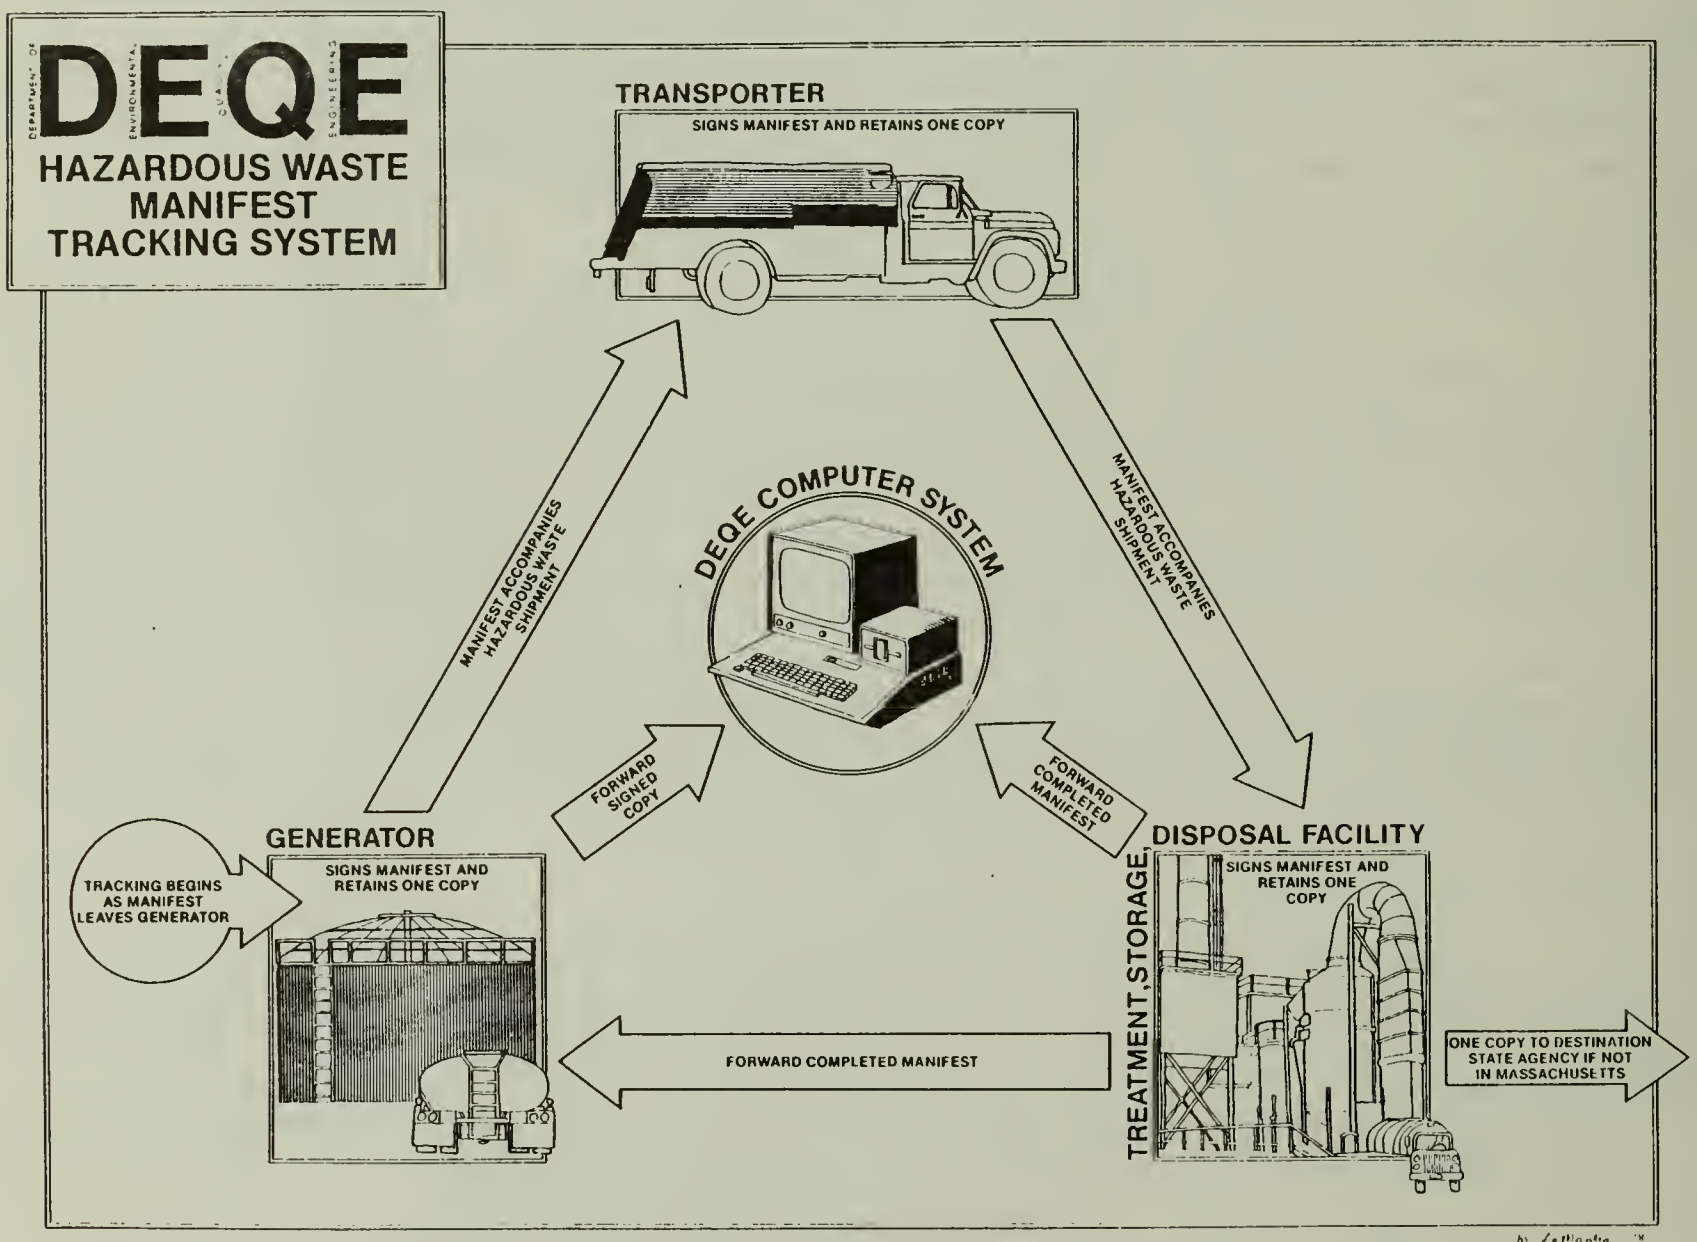 DEQE
DEPARTMENT OF
ENVIRONMENTAL
ENGINEERING
HAZARDOUS WASTE
MANIFEST
TRACKING SYSTEM
TRANSPORTER
SIGNS MANIFEST AND RETAINS ONE COPY
MANIFEST ACCOMPANIES
HAZARDOUS WASTE
SHIPMENT
DEQE COMPUTER SYSTEM
MANIFEST ACCOMPANIES
HAZARDOUS WASTE
SHIPMENT
FORWARD
SIGNED
COPY
FORWARD
COMPLETED
MANIFEST
GENERATOR
SIGNS MANIFEST AND
RETAINS ONE COPY
TRACKING BEGINS
AS MANIFEST
LEAVES GENERATOR
TREATMENT,STORAGE,
DISPOSAL FACILITY
SIGNS MANIFEST AND
RETAINS ONE
COPY
FORWARD COMPLETED MANIFEST
ONE COPY TO DESTINATION
STATE AGENCY IF NOT
IN MASSACHUSETTS